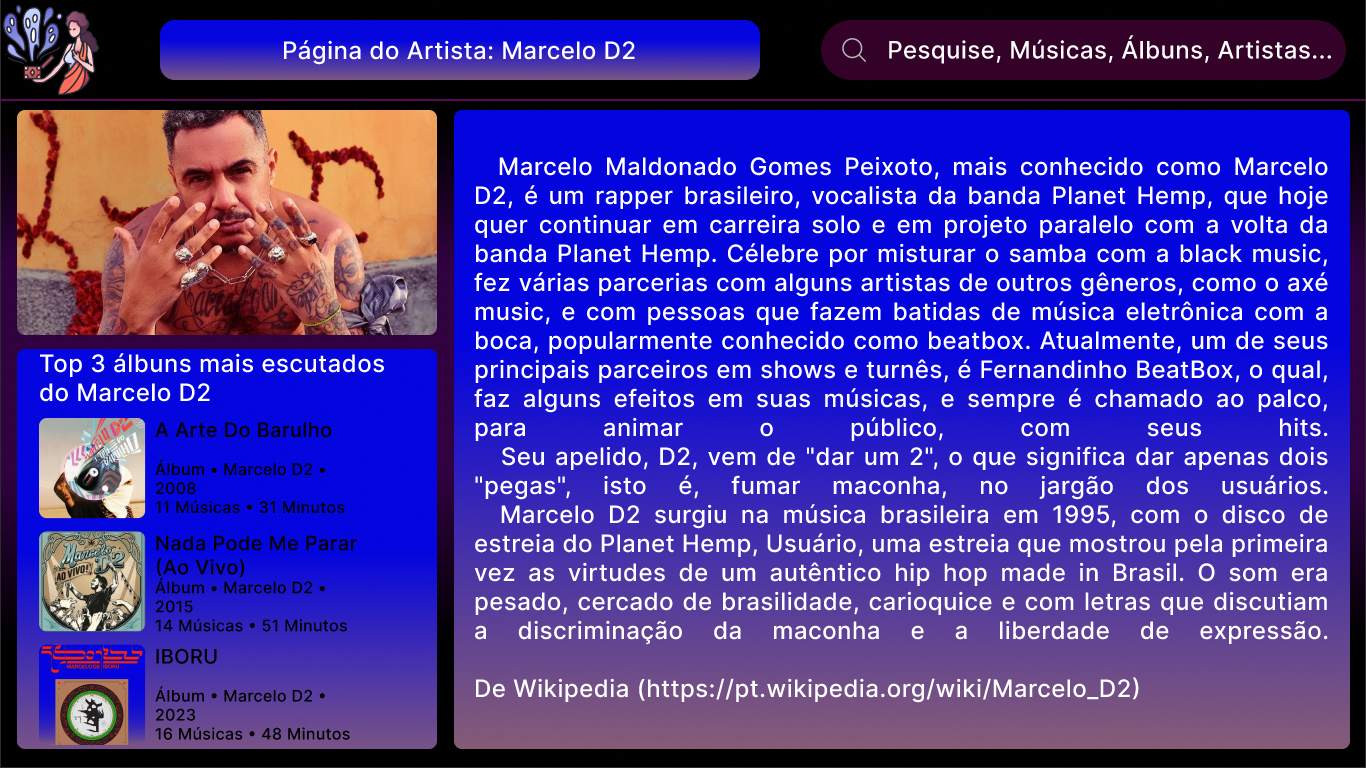 Página do Artista: Marcelo D2
Pesquise, Músicas, Álbuns, Artistas...
Marcelo Maldonado Gomes Peixoto, mais conhecido como Marcelo
D2, é um rapper brasileiro, vocalista da banda Planet Hemp, que hoje
quer continuar em carreira solo e em projeto paralelo com a volta da
banda Planet Hemp. Célebre por misturar o samba com a black music,
fez várias parcerias com alguns artistas de outros gêneros, como o axé
music, e com pessoas que fazem batidas de música eletrônica com a
boca, popularmente conhecido como beatbox. Atualmente, um de seus
principais parceiros em shows e turnês, é Fernandinho BeatBox, o qual,
faz alguns efeitos em suas músicas, e sempre é chamado ao palco,
para animar o público, com seus hits.
Seu apelido, D2, vem de "dar um 2", o que significa dar apenas dois
"pegas", isto é, fumar maconha, no jargão dos usuários.
Marcelo D2 surgiu na música brasileira em 1995, com o disco de
estreia do Planet Hemp, Usuário, uma estreia que mostrou pela primeira
vez as virtudes de um autêntico hip hop made in Brasil. O som era
pesado, cercado de brasilidade, carioquice e com letras que discutiam
a discriminação da maconha e a liberdade de expressão.
De Wikipedia (https://pt.wikipedia.org/wiki/Marcelo_D2)
Top 3 álbuns mais escutados
do Marcelo D2
A Arte Do Barulho
Álbum • Marcelo D2 •
2008
11 Músicas • 31 Minutos
Marcelo
D2
AO VIVO!
Nada Pode Me Parar
(Ao Vivo)
Álbum • Marcelo D2 •
2015
14 Músicas • 51 Minutos
MARCELO D2 IBORU
IBORU
Álbum • Marcelo D2 •
2023
16 Músicas • 48 Minutos